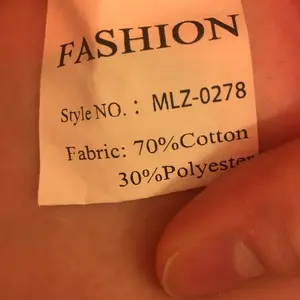 FASHION
Style NO. : MLZ-0278
Fabric: 70%Cotton
30%Polyester